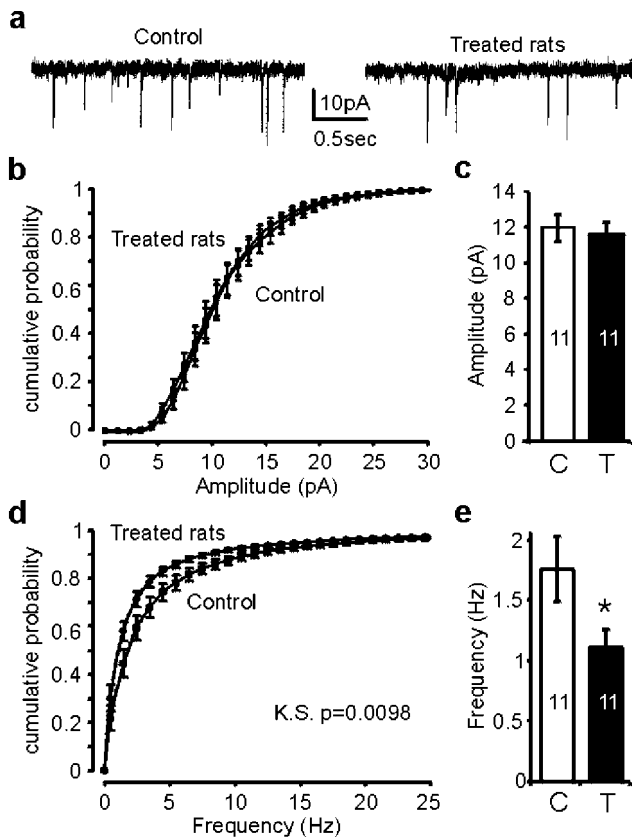 a
Control
Treated rats
10pA
0.5sec
b
cumulative probability
1
0.8
0.6
0.4
0.2
0
Treated rats
Control
0 5 10 15 20 25 30
Amplitude (pA)
c
Amplitude (pA)
14
12
10
8
6
4
2
0
11 11
C T
d
cumulative probability
1
0.8
0.6
0.4
0.2
0
Treated rats
Control
K.S. p=0.0098
0 5 10 15 20 25
Frequency (Hz)
e
Frequency (Hz)
2
1.5
1
0.5
0
*
11 11
C T